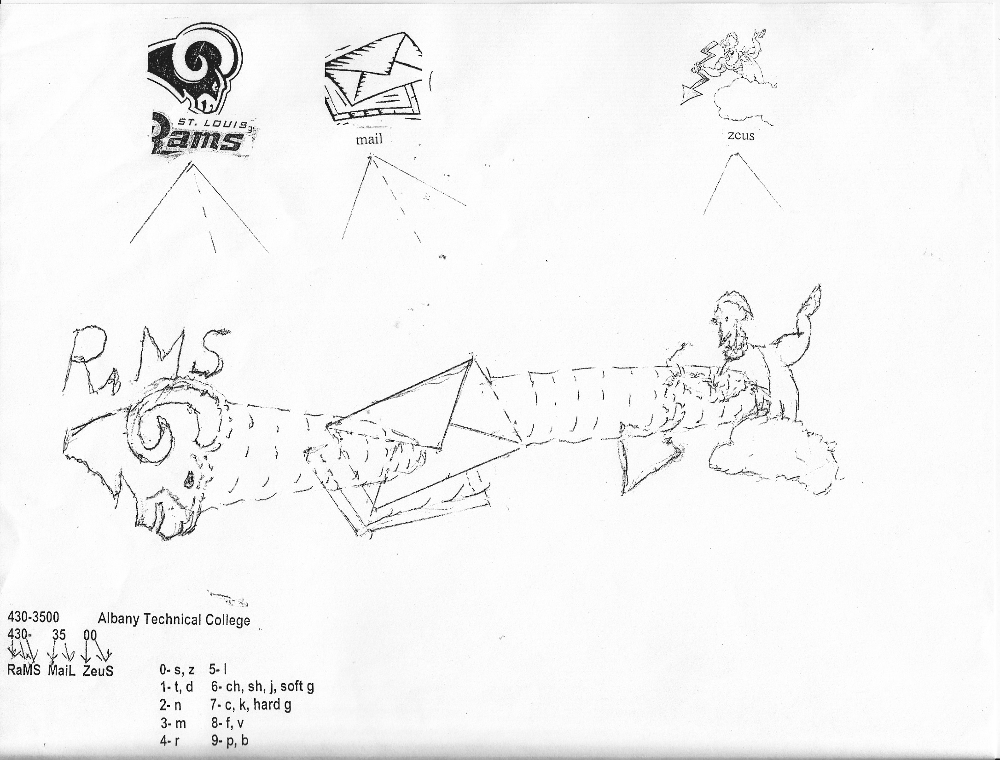 ST. LOUIS
Rams
mail
zeus
RAMS
430-3500 Albany Technical College
430- 35 00
RaMS MaiL ZeuS
0- s, z 5- l
1- t, d 6- ch, sh, j, soft g
2- n 7- c, k, hard g
3- m 8- f, v
4- r 9- p, b